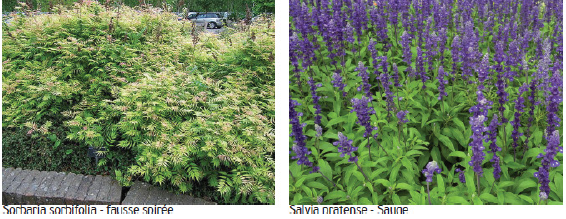 Sorbaria sorbifolia - fausse spirée
Salvia pratense - Sauge